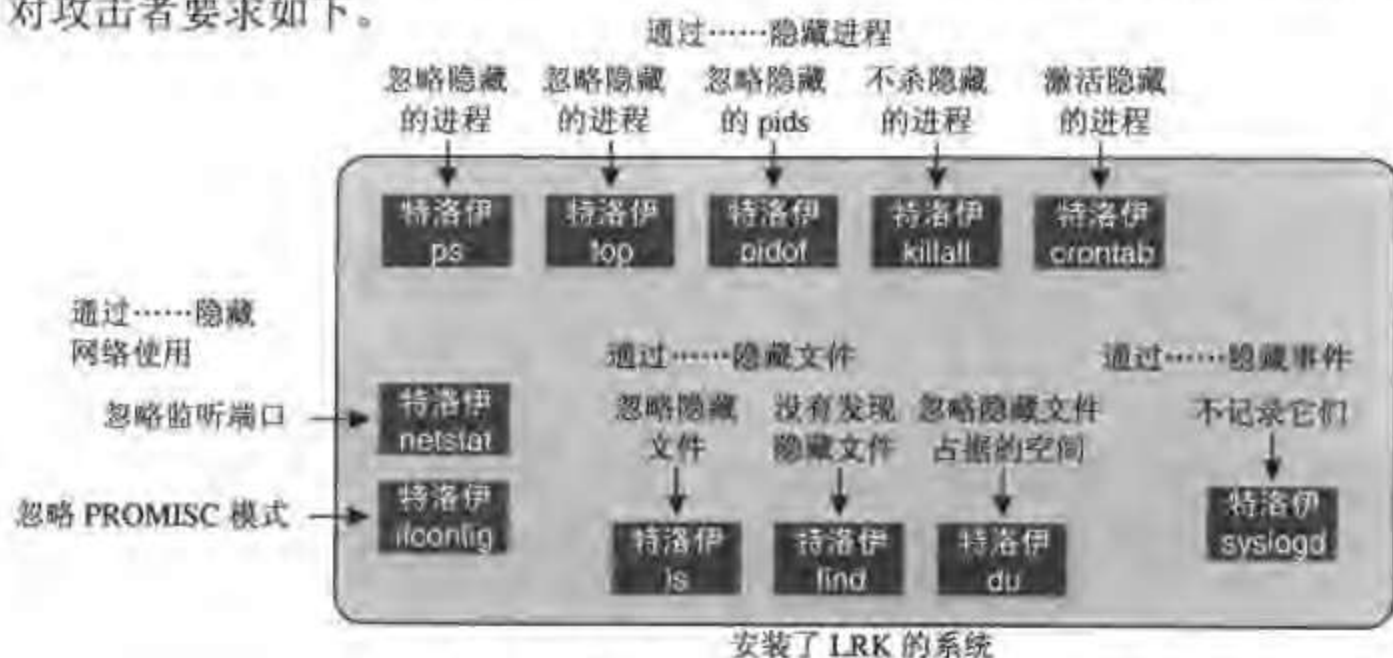 对攻击者要求如下。
通过……隐藏进程
忽略隐藏 忽略隐藏 忽略隐藏 不杀隐藏 激活隐藏
的进程 的进程 的 pids 的进程 的进程
特洛伊 特洛伊 特洛伊 特洛伊 特洛伊
ps top pidof killall crontab
通过……隐藏
网络使用
通过……隐藏文件 通过……隐藏事件
忽略监听端口
特洛伊
netstat
忽略隐藏 没有发现 忽略隐藏文件 不记录它们
文件 隐藏文件 占据的空间
忽略 PROMISC 模式
特洛伊
ifconfig
特洛伊 特洛伊 特洛伊 特洛伊
ls find du syslogd
安装了 LRK 的系统